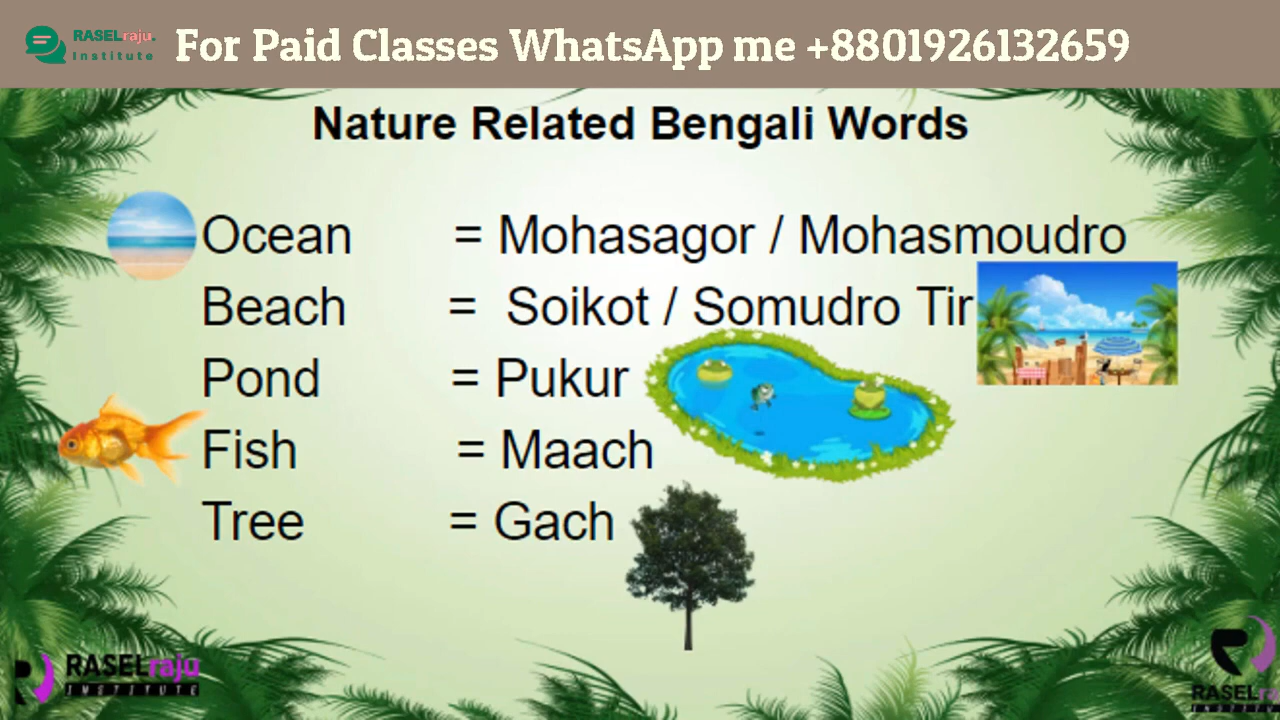 RASELraju.
Institute
For Paid Classes WhatsApp me +8801926132659
Nature Related Bengali Words
Ocean = Mohasagor / Mohasmoudro
Beach = Soikot / Somudro Tir
Pond = Pukur
Fish = Maach
Tree = Gach
RASELraju
INSTITUTE